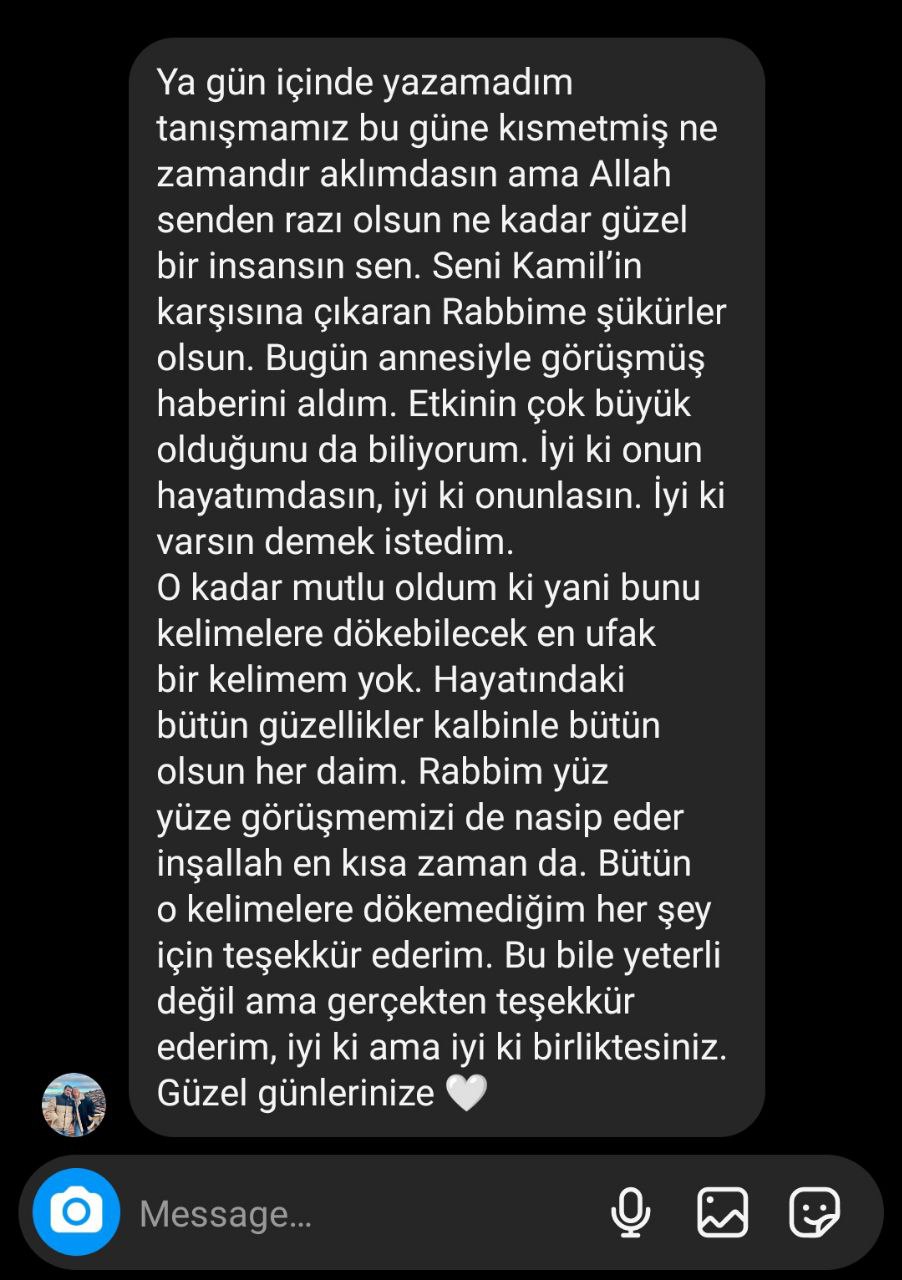 Ya gün içinde yazamadım
tanışmamız bu güne kısmetmiş ne
zamandır aklımdasın ama Allah
senden razı olsun ne kadar güzel
bir insansın sen. Seni Kamil’in
karşısına çıkaran Rabbime şükürler
olsun. Bugün annesiyle görüşmüş
haberini aldım. Etkinin çok büyük
olduğunu da biliyorum. İyi ki onun
hayatımdasın, iyi ki onunlasın. İyi ki
varsın demek istedim.
O kadar mutlu oldum ki yani bunu
kelimelere dökebilecek en ufak
bir kelimem yok. Hayatındaki
bütün güzellikler kalbinle bütün
olsun her daim. Rabbim yüz
yüze görüşmemizi de nasip eder
inşallah en kısa zaman da. Bütün
o kelimelere dökemediğim her şey
için teşekkür ederim. Bu bile yeterli
değil ama gerçekten teşekkür
ederim, iyi ki ama iyi ki birliktesiniz.
Güzel günlerinize 🤍
Message...